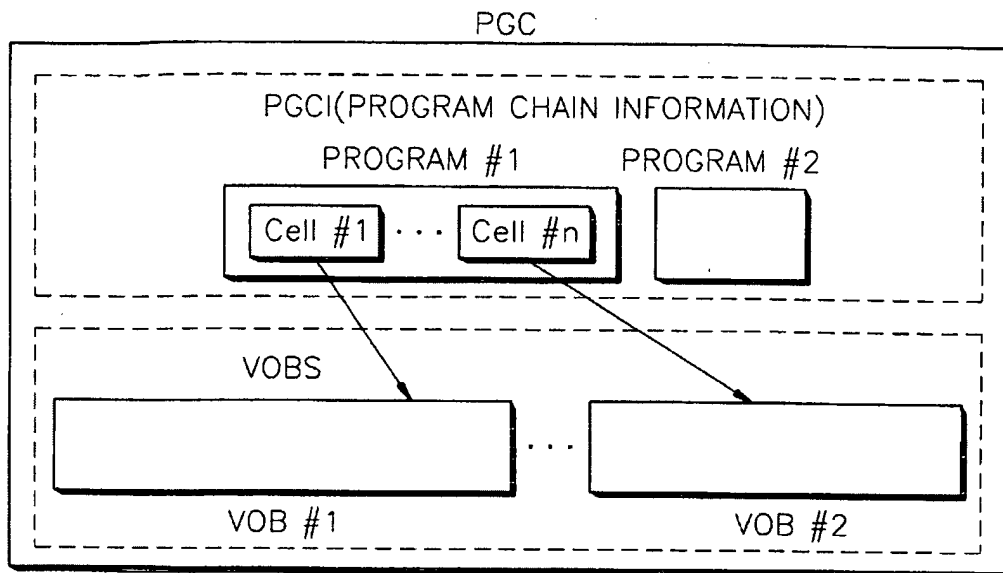 PGC
PGCI(PROGRAM CHAIN INFORMATION)
PROGRAM #1 PROGRAM #2
Cell #1 ··· Cell #n
VOBS
···
VOB #1 VOB #2